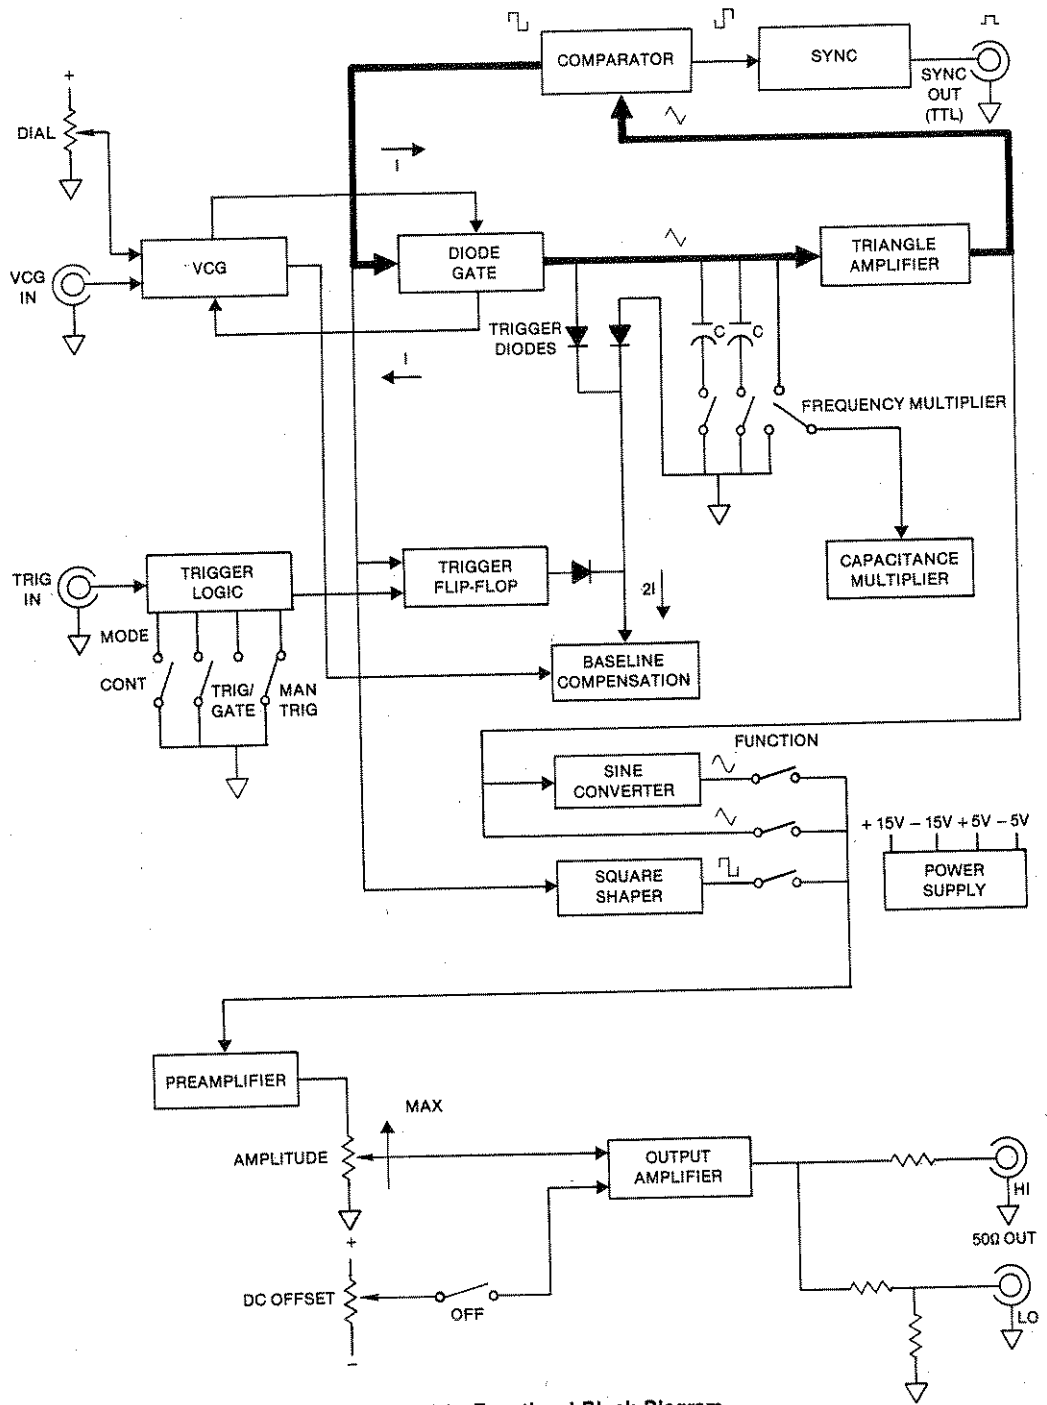 COMPARATOR
SYNC
SYNC
OUT
(TTL)
+
DIAL
I
VCG
IN
VCG
DIODE
GATE
TRIANGLE
AMPLIFIER
TRIGGER
DIODES
C
C
I
FREQUENCY MULTIPLIER
TRIG
IN
TRIGGER
LOGIC
TRIGGER
FLIP-FLOP
CAPACITANCE
MULTIPLIER
2I
MODE
CONT
TRIG/
GATE
MAN
TRIG
BASELINE
COMPENSATION
FUNCTION
SINE
CONVERTER
SQUARE
SHAPER
+ 15V – 15V + 5V – 5V
POWER
SUPPLY
PREAMPLIFIER
MAX
AMPLITUDE
OUTPUT
AMPLIFIER
HI
50Ω OUT
+
DC OFFSET
OFF
–
LO
Functional Block Diagram